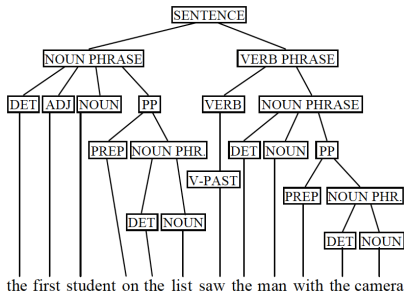 SENTENCE
NOUN PHRASE VERB PHRASE
DET ADJ NOUN PP VERB NOUN PHRASE
PREP NOUN PHR. DET NOUN PP
V-PAST
PREP NOUN PHR.
DET NOUN
DET NOUN
the first student on the list saw the man with the camera